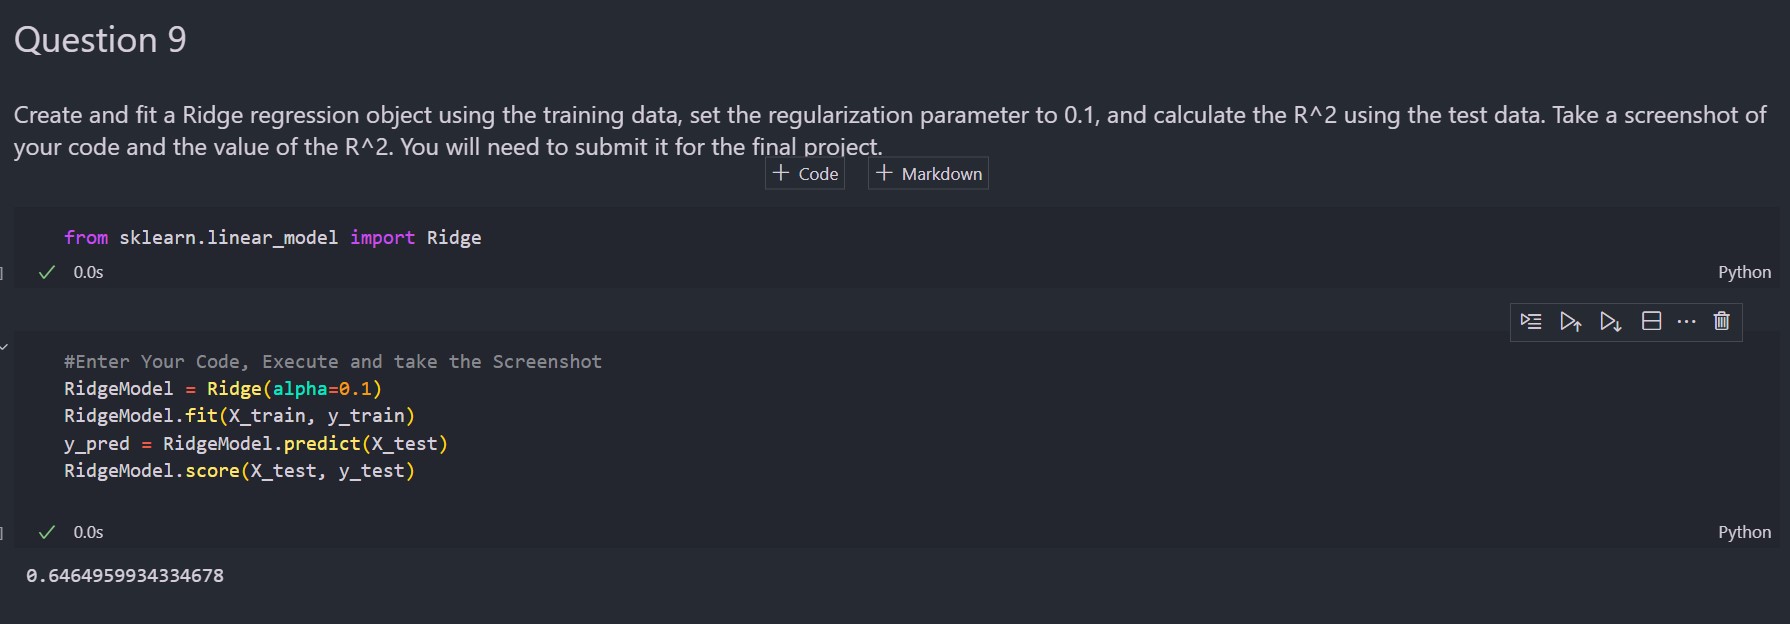 Question 9
Create and fit a Ridge regression object using the training data, set the regularization parameter to 0.1, and calculate the R^2 using the test data. Take a screenshot of
your code and the value of the R^2. You will need to submit it for the final project.
+ Code + Markdown
from sklearn.linear_model import Ridge
] ✓ 0.0s Python
#Enter Your Code, Execute and take the Screenshot
RidgeModel = Ridge(alpha=0.1)
RidgeModel.fit(X_train, y_train)
y_pred = RidgeModel.predict(X_test)
RidgeModel.score(X_test, y_test)
] ✓ 0.0s Python
0.6464959934334678